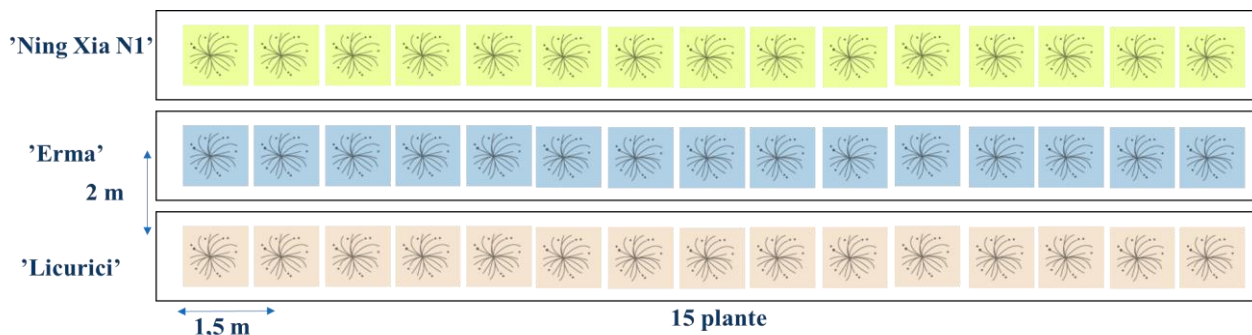 ’Ning Xia N1’
’Erma’
2 m
’Licurici’
1,5 m
15 plante